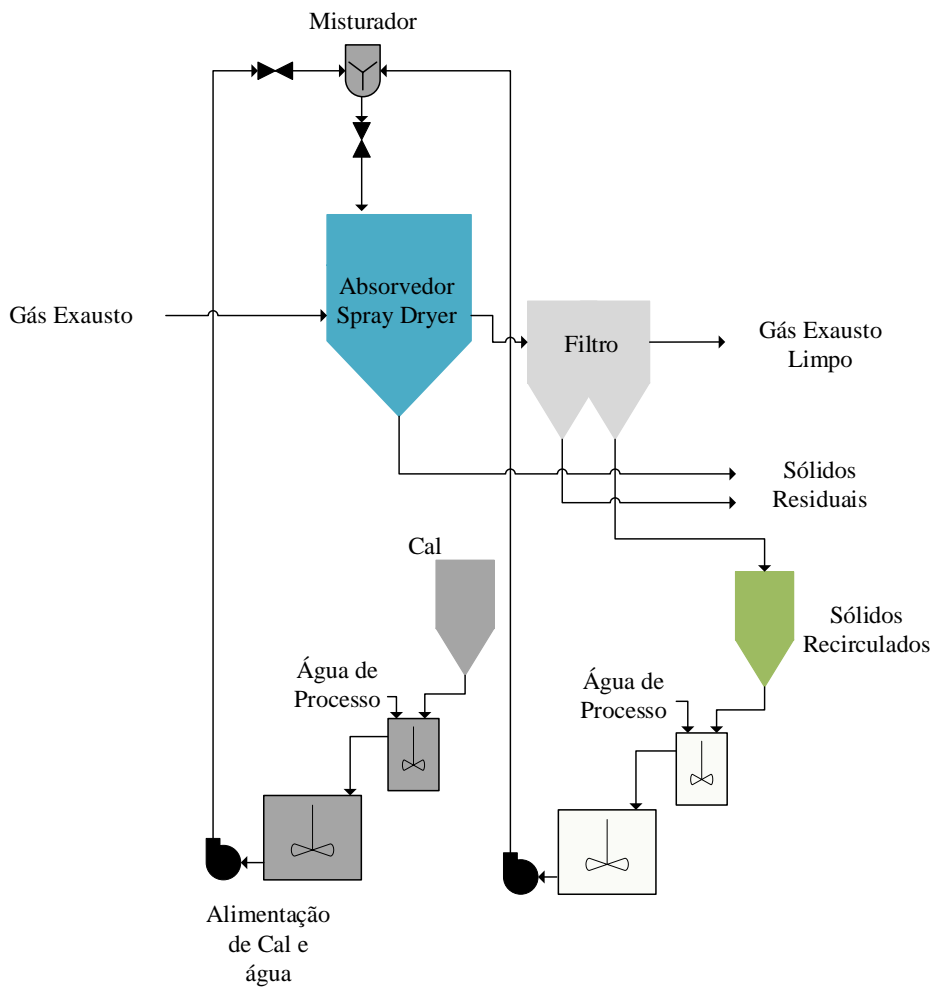 Misturador
Absorvedor
Spray Dryer
Gás Exausto
Filtro
Gás Exausto
Limpo
Sólidos
Residuais
Cal
Sólidos
Recirculados
Água de
Processo
Água de
Processo
Alimentação
de Cal e
água